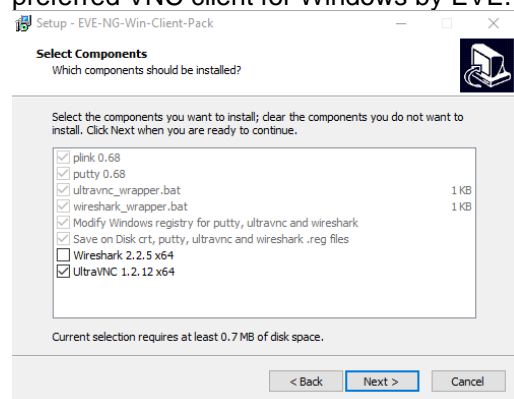 preferred VNC client for Windows by EVE.
Setup - EVE-NG-Win-Client-Pack
Select Components
Which components should be installed?
Select the components you want to install; clear the components you do not want to
install. Click Next when you are ready to continue.
plink 0.68
putty 0.68
ultravnc_wrapper.bat 1 KB
wireshark_wrapper.bat 1 KB
Modify Windows registry for putty, ultravnc and wireshark
Save on Disk crt, putty, ultravnc and wireshark .reg files
Wireshark 2.2.5 x64
UltraVNC 1.2.12 x64
Current selection requires at least 0.7 MB of disk space.
< Back Next > Cancel